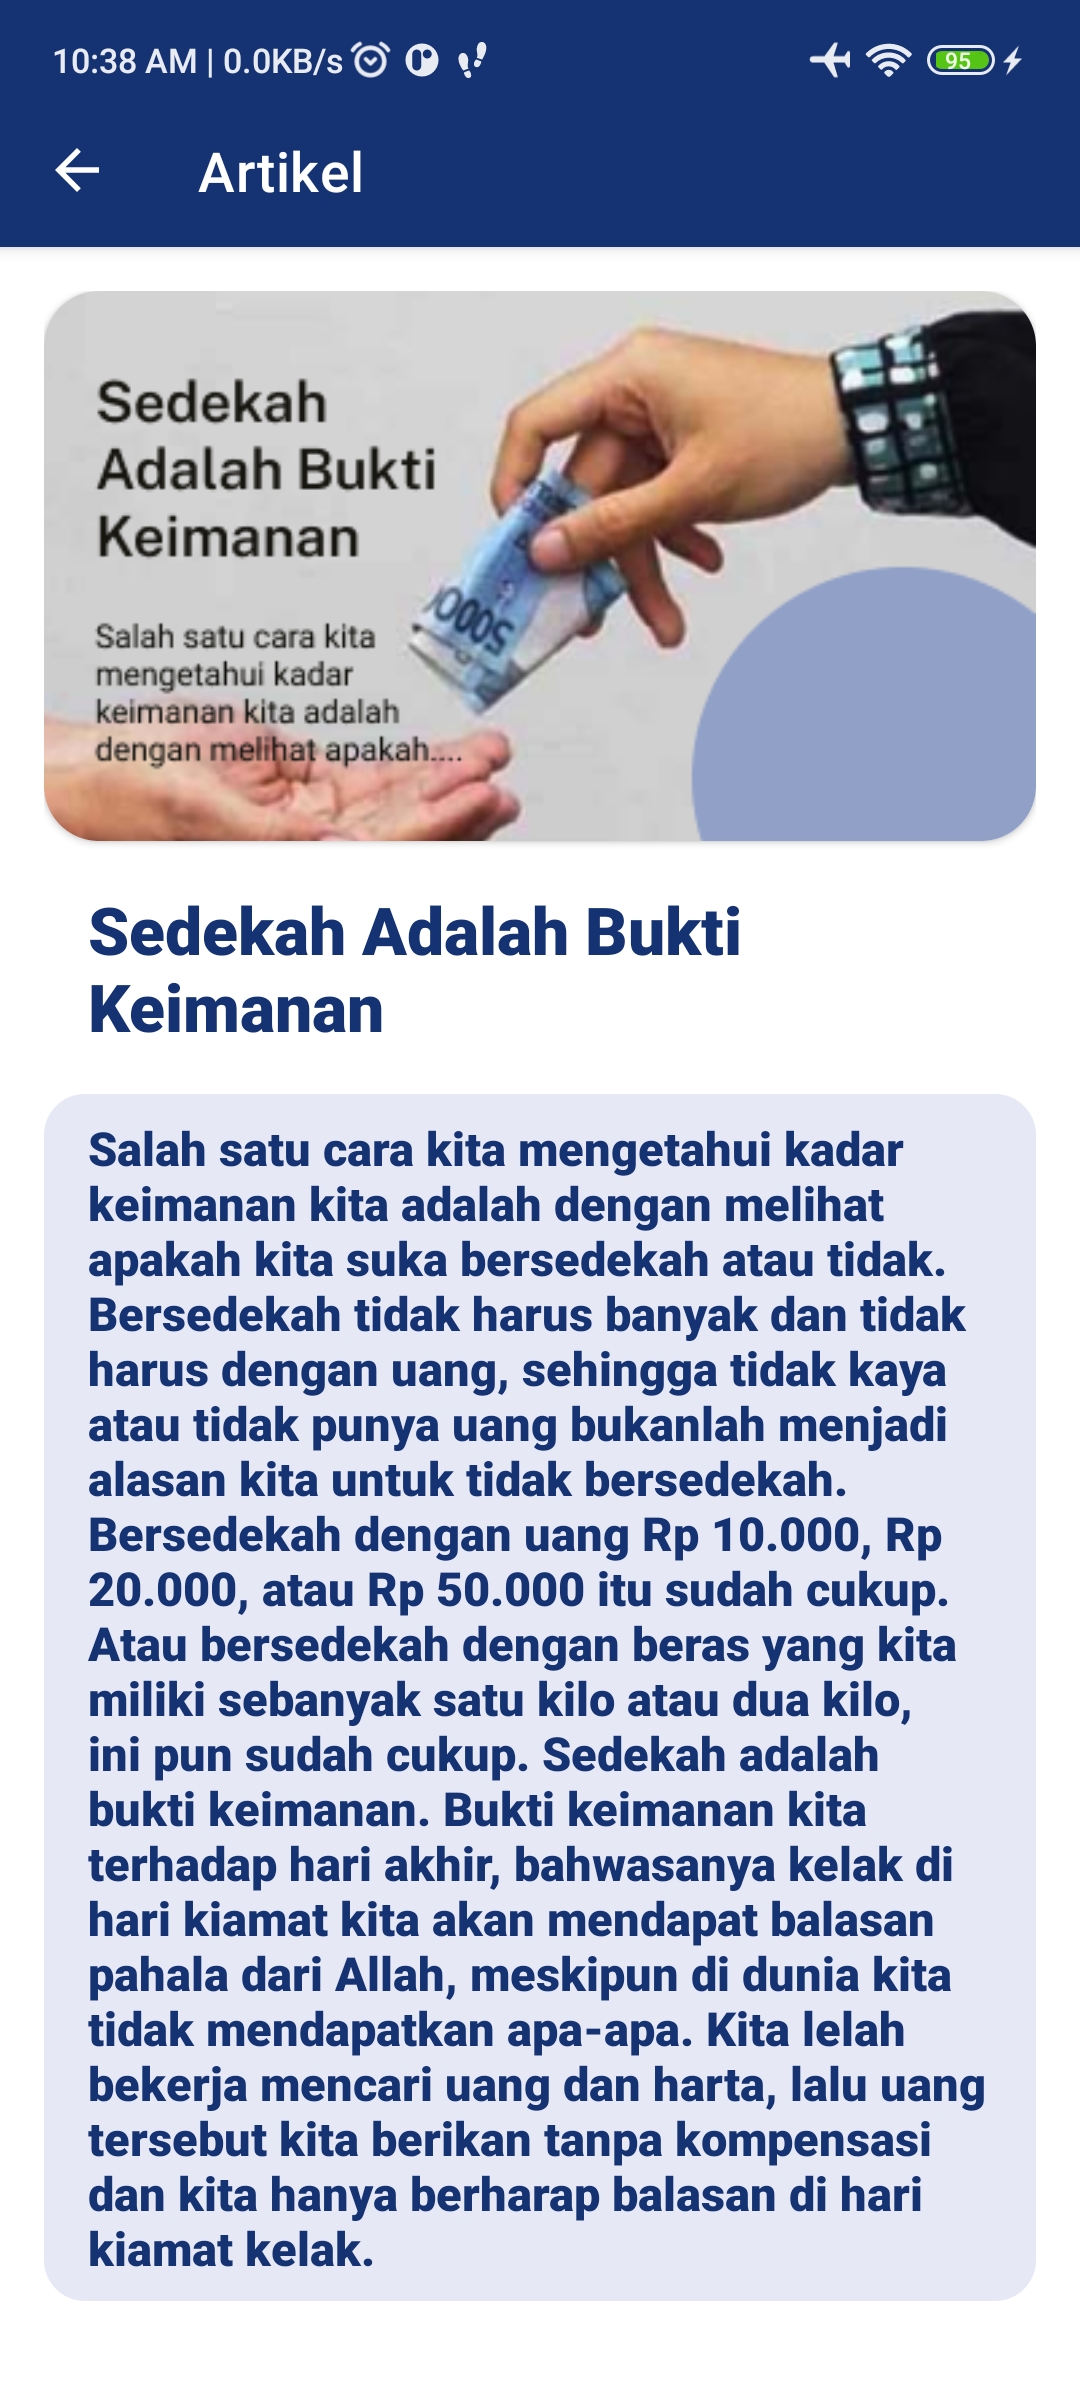 10:38 AM | 0.0KB/s
95
Artikel
Sedekah
Adalah Bukti
Keimanan
5000
Salah satu cara kita
mengetahui kadar
keimanan kita adalah
dengan melihat apakah....
Sedekah Adalah Bukti
Keimanan
Salah satu cara kita mengetahui kadar
keimanan kita adalah dengan melihat
apakah kita suka bersedekah atau tidak.
Bersedekah tidak harus banyak dan tidak
harus dengan uang, sehingga tidak kaya
atau tidak punya uang bukanlah menjadi
alasan kita untuk tidak bersedekah.
Bersedekah dengan uang Rp 10.000, Rp
20.000, atau Rp 50.000 itu sudah cukup.
Atau bersedekah dengan beras yang kita
miliki sebanyak satu kilo atau dua kilo,
ini pun sudah cukup. Sedekah adalah
bukti keimanan. Bukti keimanan kita
terhadap hari akhir, bahwasanya kelak di
hari kiamat kita akan mendapat balasan
pahala dari Allah, meskipun di dunia kita
tidak mendapatkan apa-apa. Kita lelah
bekerja mencari uang dan harta, lalu uang
tersebut kita berikan tanpa kompensasi
dan kita hanya berharap balasan di hari
kiamat kelak.